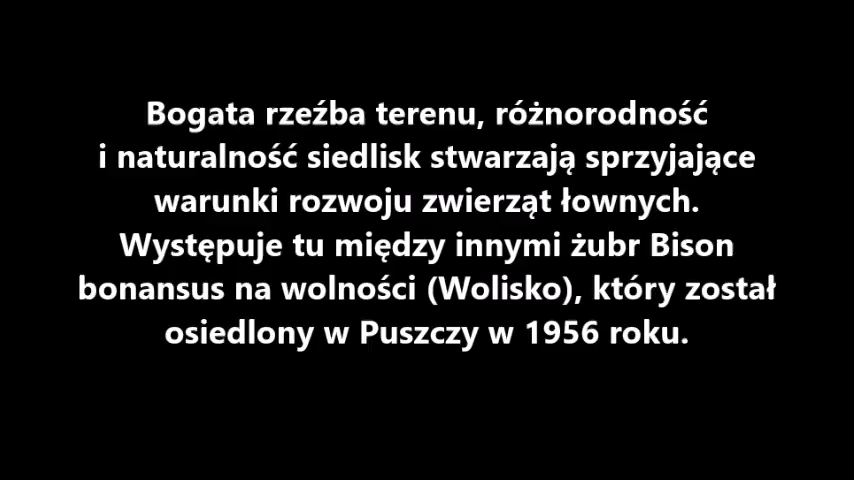 Bogata rzeźba terenu, różnorodność
i naturalność siedlisk stwarzają sprzyjające
warunki rozwoju zwierząt łownych.
Występuje tu między innymi żubr Bison
bonansus na wolności (Wolisko), który został
osiedlony w Puszczy w 1956 roku.